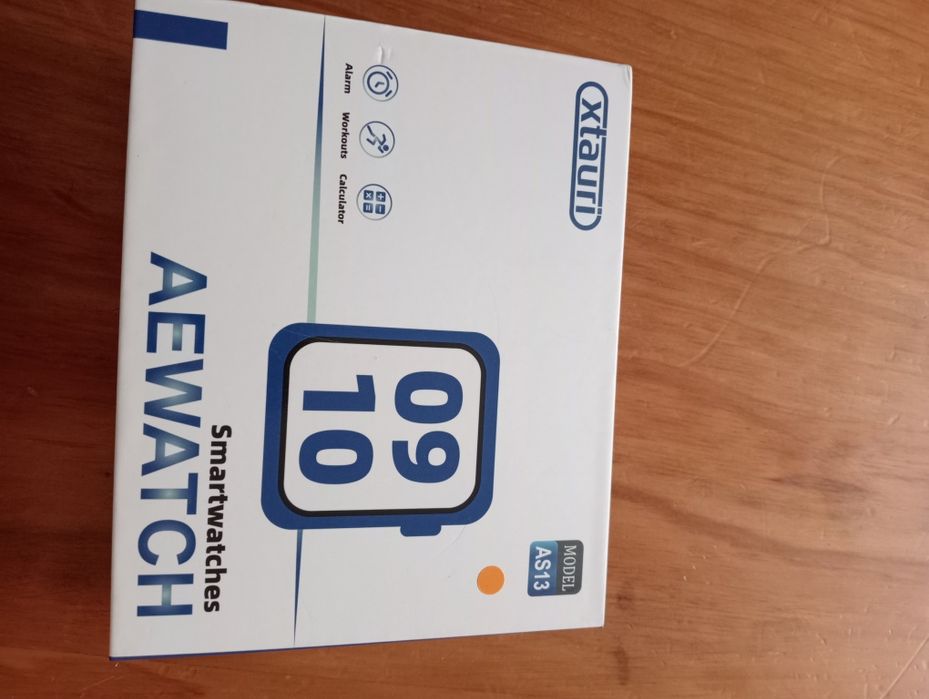 xtauri
Alarm
Workouts
Calculator
09
10
MODEL
AS13
Smartwatches
AEWATCH